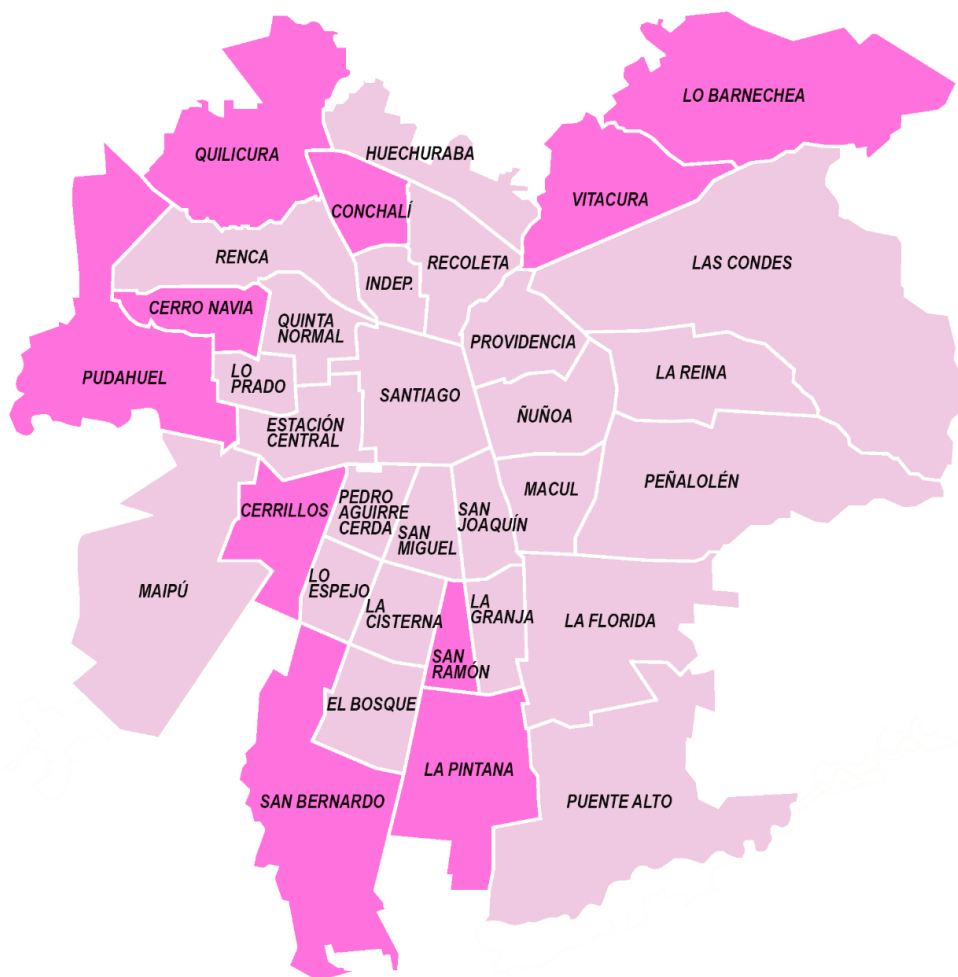 LO BARNECHEA
QUILICURA
HUECHURABA
VITACURA
CONCHALÍ
RENCA
RECOLETA
LAS CONDES
INDEP.
CERRO NAVIA
QUINTA
NORMAL
PROVIDENCIA
LA REINA
PUDAHUEL
LO
PRADO
SANTIAGO
ÑUÑOA
ESTACIÓN
CENTRAL
PEÑALOLÉN
MACUL
CERRILLOS
PEDRO
AGUIRRE
CERDA
SAN
MIGUEL
SAN
JOAQUÍN
MAIPÚ
LO
ESPEJO
LA
CISTERNA
LA
GRANJA
LA FLORIDA
SAN
RAMÓN
EL BOSQUE
LA PINTANA
SAN BERNARDO
PUENTE ALTO